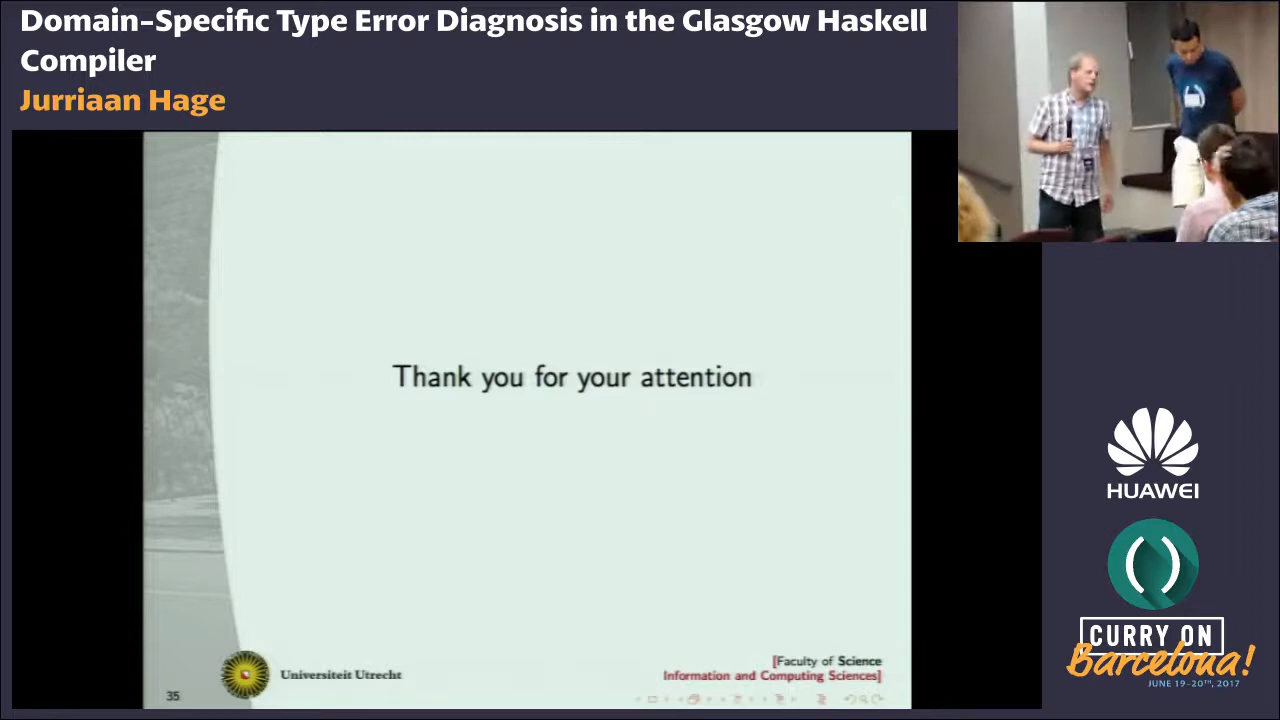 Domain-Specific Type Error Diagnosis in the Glasgow Haskell
Compiler
Jurriaan Hage
Thank you for your attention
35
Universiteit Utrecht
[Faculty of Science
Information and Computing Sciences]
HUAWEI
CURRY ON
Barcelona!
JUNE 19-20TH, 2017